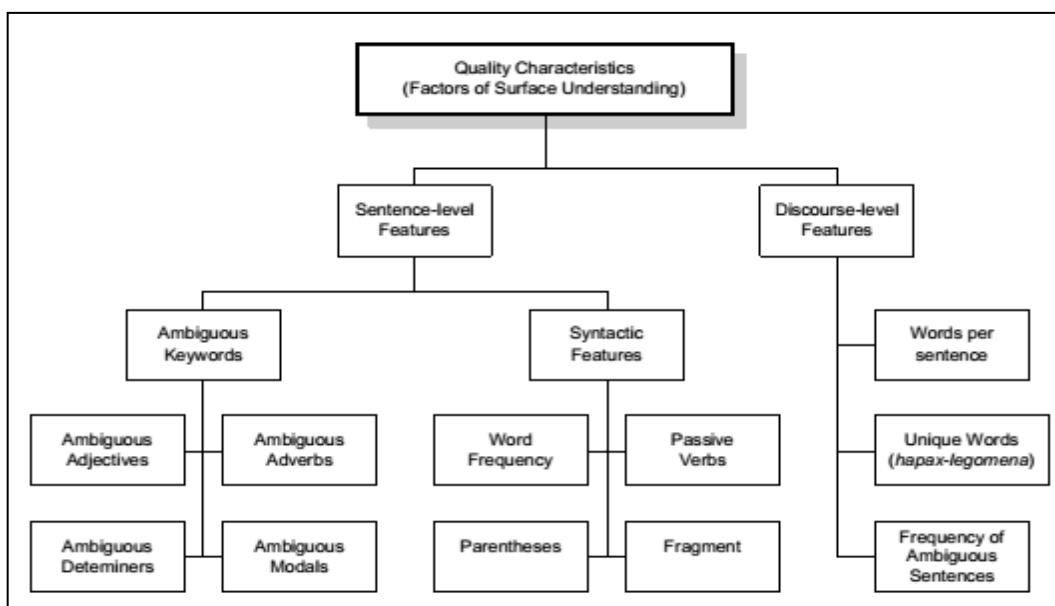 Quality Characteristics
(Factors of Surface Understanding)
Sentence-level
Features
Discourse-level
Features
Ambiguous
Keywords
Syntactic
Features
Words per
sentence
Ambiguous
Adjectives
Ambiguous
Adverbs
Word
Frequency
Passive
Verbs
Unique Words
(hapax-legomena)
Ambiguous
Deteminers
Ambiguous
Modals
Parentheses
Fragment
Frequency of
Ambiguous
Sentences